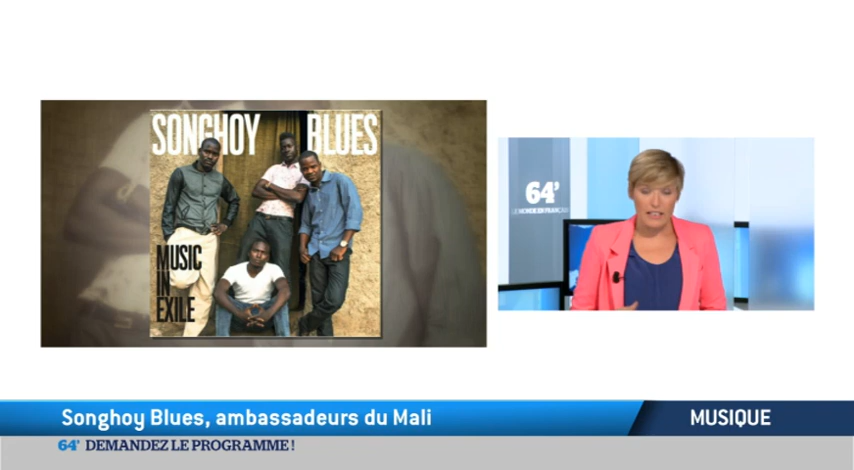 SONGHOY BLUES
MUSIC
IN
EXILE
64'
LE MONDE EN FRANÇAIS
Songhoy Blues, ambassadeurs du Mali
MUSIQUE
64' DEMANDEZ LE PROGRAMME !